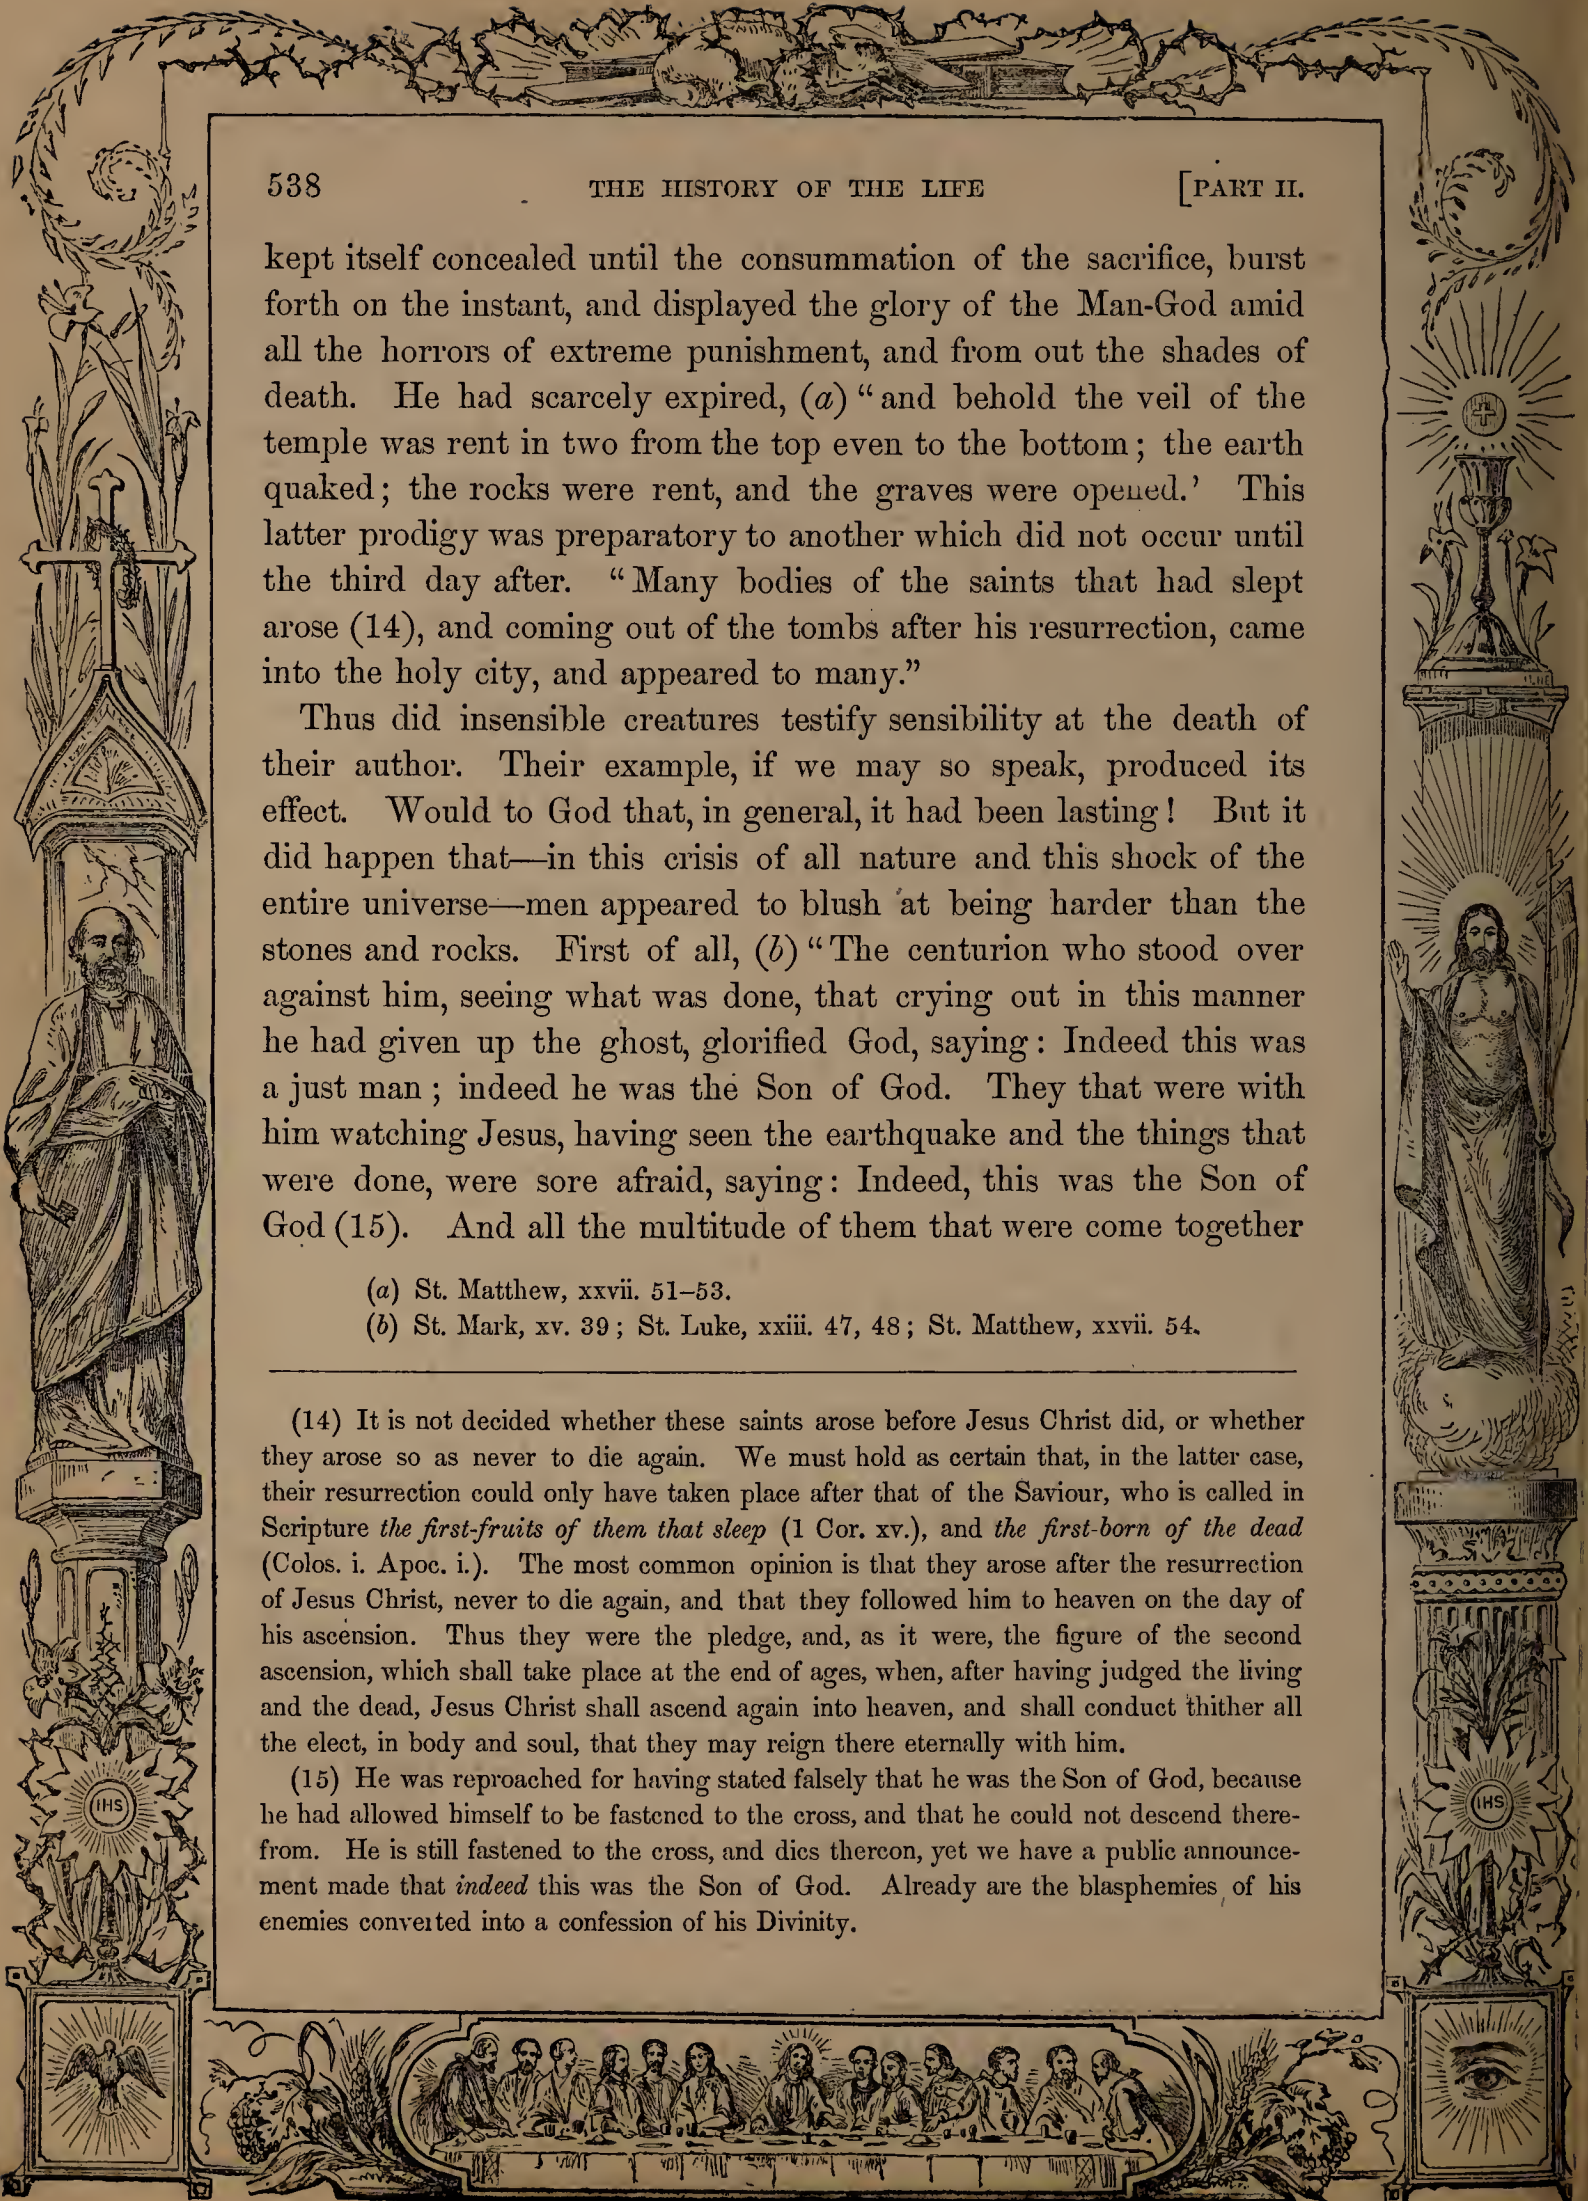 538 THE HISTORY OF THE LIFE [PART II.
kept itself concealed until the consummation of the sacrifice, burst
forth on the instant, and displayed the glory of the Man-God amid
all the horrors of extreme punishment, and from out the shades of
death. He had scarcely expired, (a) “and behold the veil of the
temple was rent in two from the top even to the bottom; the earth
quaked; the rocks were rent, and the graves were opened.’ This
latter prodigy was preparatory to another which did not occur until
the third day after. “Many bodies of the saints that had slept
arose (14), and coming out of the tombs after his resurrection, came
into the holy city, and appeared to many.”
Thus did insensible creatures testify sensibility at the death of
their author. Their example, if we may so speak, produced its
effect. Would to God that, in general, it had been lasting! But it
did happen that—in this crisis of all nature and this shock of the
entire universe—men appeared to blush at being harder than the
stones and rocks. First of all, (b) “The centurion who stood over
against him, seeing what was done, that crying out in this manner
he had given up the ghost, glorified God, saying: Indeed this was
a just man; indeed he was the Son of God. They that were with
him watching Jesus, having seen the earthquake and the things that
were done, were sore afraid, saying: Indeed, this was the Son of
God (15). And all the multitude of them that were come together
(a) St. Matthew, xxvii. 51–53.
(b) St. Mark, xv. 39; St. Luke, xxiii. 47, 48; St. Matthew, xxvii. 54.
(14) It is not decided whether these saints arose before Jesus Christ did, or whether
they arose so as never to die again. We must hold as certain that, in the latter case,
their resurrection could only have taken place after that of the Saviour, who is called in
Scripture the first-fruits of them that sleep (1 Cor. xv.), and the first-born of the dead
(Colos. i. Apoc. i.). The most common opinion is that they arose after the resurrection
of Jesus Christ, never to die again, and that they followed him to heaven on the day of
his ascension. Thus they were the pledge, and, as it were, the figure of the second
ascension, which shall take place at the end of ages, when, after having judged the living
and the dead, Jesus Christ shall ascend again into heaven, and shall conduct thither all
the elect, in body and soul, that they may reign there eternally with him.
(15) He was reproached for having stated falsely that he was the Son of God, because
he had allowed himself to be fastened to the cross, and that he could not descend there-
from. He is still fastened to the cross, and dies thereon, yet we have a public announce-
ment made that indeed this was the Son of God. Already are the blasphemies of his
enemies converted into a confession of his Divinity.
IHS
IHS